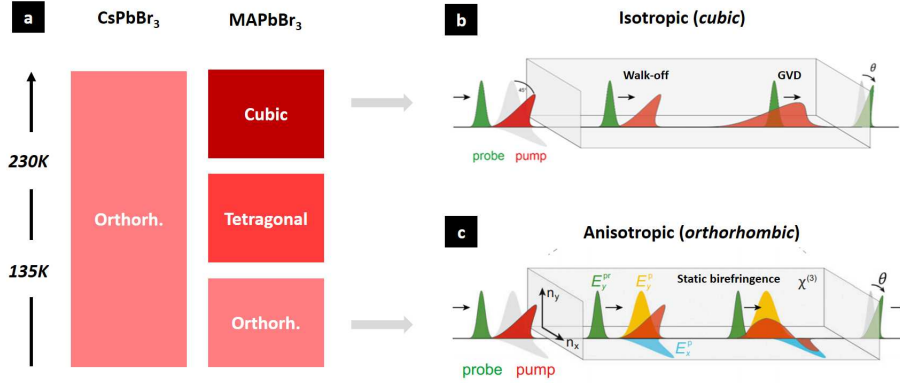 a
CsPbBr3
MAPbBr3
230K
135K
Orthorh.
Cubic
Tetragonal
Orthorh.
b
Isotropic (cubic)
Walk-off
GVD
θ
45°
probe pump
c
Anisotropic (orthorhombic)
Static birefringence
χ(3)
θ
ny
nx
Eypr
Eyp
Exp
probe pump